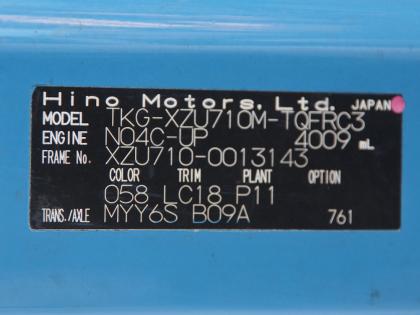 Hino Motors, Ltd. JAPAN
MODEL TKG-XZU710M-TQFRC3
ENGINE N04C-UP 4009 mL
FRAME No. XZU710-0013143
COLOR TRIM PLANT OPTION
058 LC18 P11
TRANS./AXLE MYY6S B09A 761